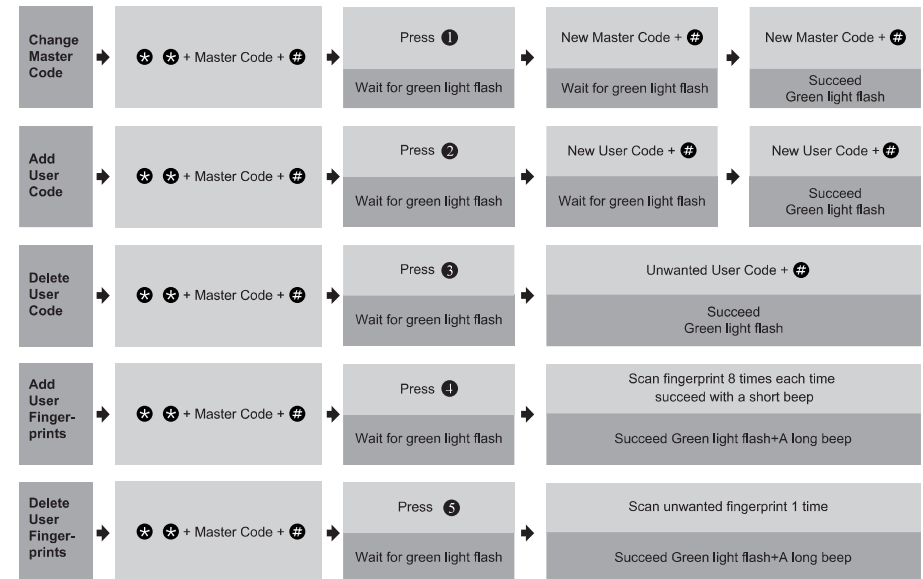 Change
Master
Code
* * + Master Code + #
Press 1
Wait for green light flash
New Master Code + #
Wait for green light flash
New Master Code + #
Succeed
Green light flash
Add
User
Code
* * + Master Code + #
Press 2
Wait for green light flash
New User Code + #
Wait for green light flash
New User Code + #
Succeed
Green light flash
Delete
User
Code
* * + Master Code + #
Press 3
Wait for green light flash
Unwanted User Code + #
Succeed
Green light flash
Add
User
Finger-
prints
* * + Master Code + #
Press 4
Wait for green light flash
Scan fingerprint 8 times each time
succeed with a short beep
Succeed Green light flash+A long beep
Delete
User
Finger-
prints
* * + Master Code + #
Press 5
Wait for green light flash
Scan unwanted fingerprint 1 time
Succeed Green light flash+A long beep